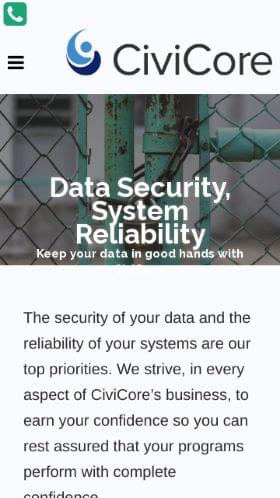 CiviCore
Data Security,
System
Reliability
Keep your data in good hands with
The security of your data and the
reliability of your systems are our
top priorities. We strive, in every
aspect of CiviCore's business, to
earn your confidence so you can
rest assured that your programs
perform with complete
confidence